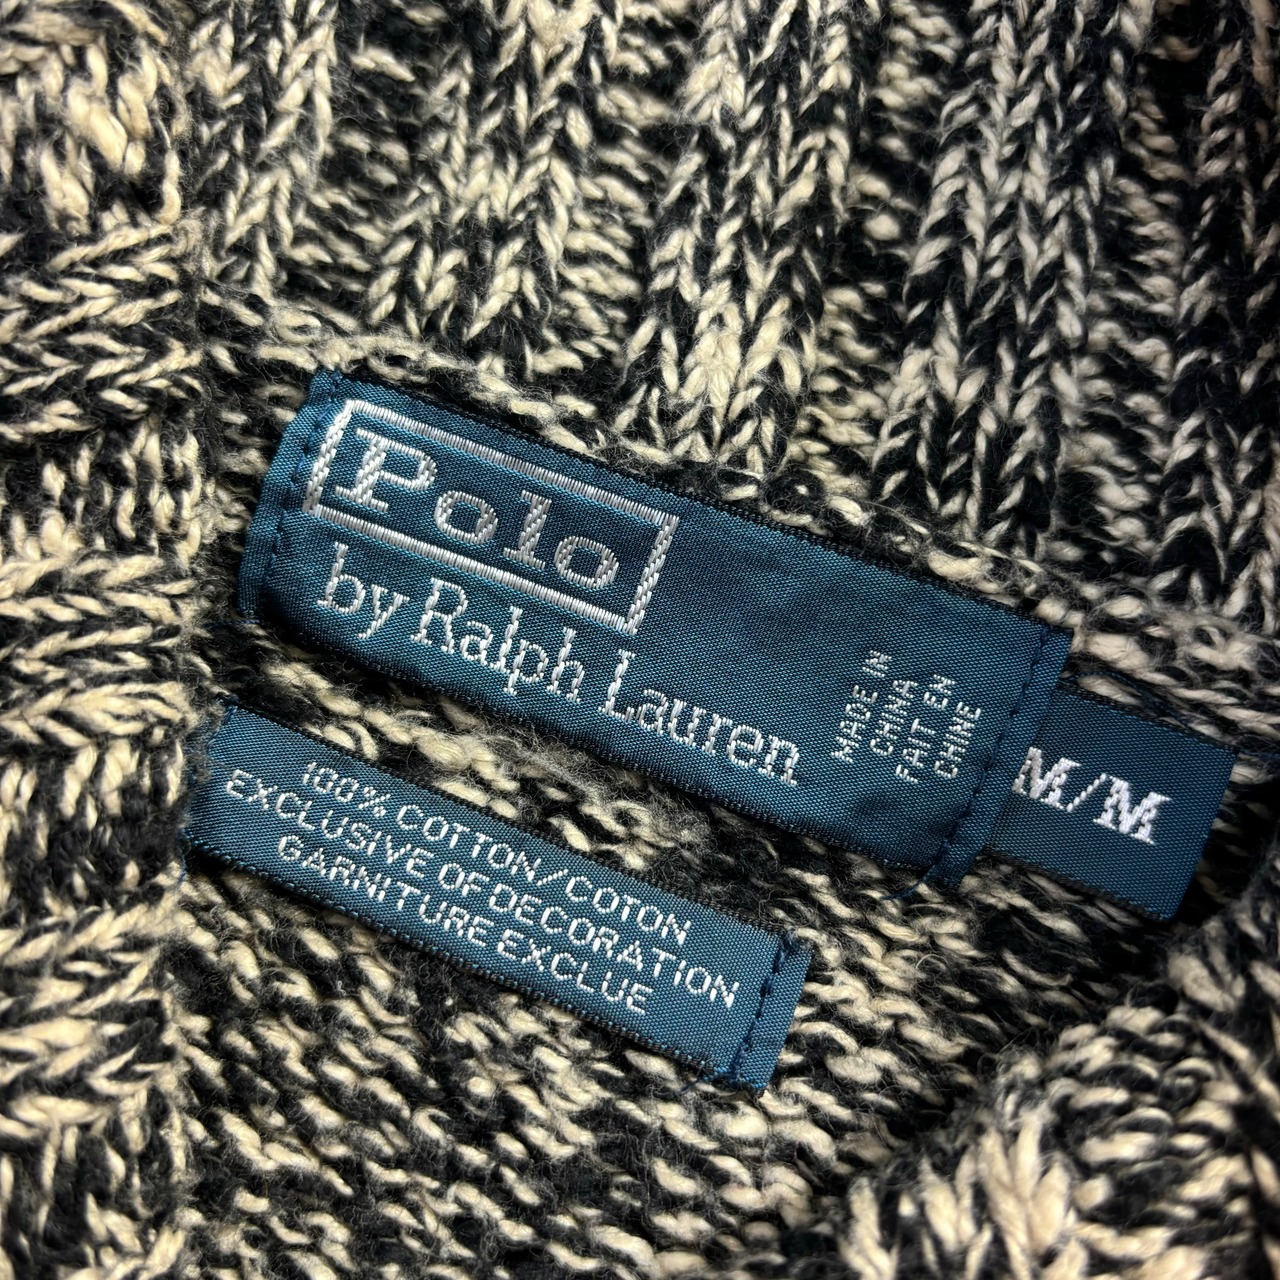 Polo
by Ralph Lauren
MADE IN
CHINA
FAIT EN
CHINE
M/M
100% COTTON/COTON
EXCLUSIVE OF DECORATION
GARNITURE EXCLUE